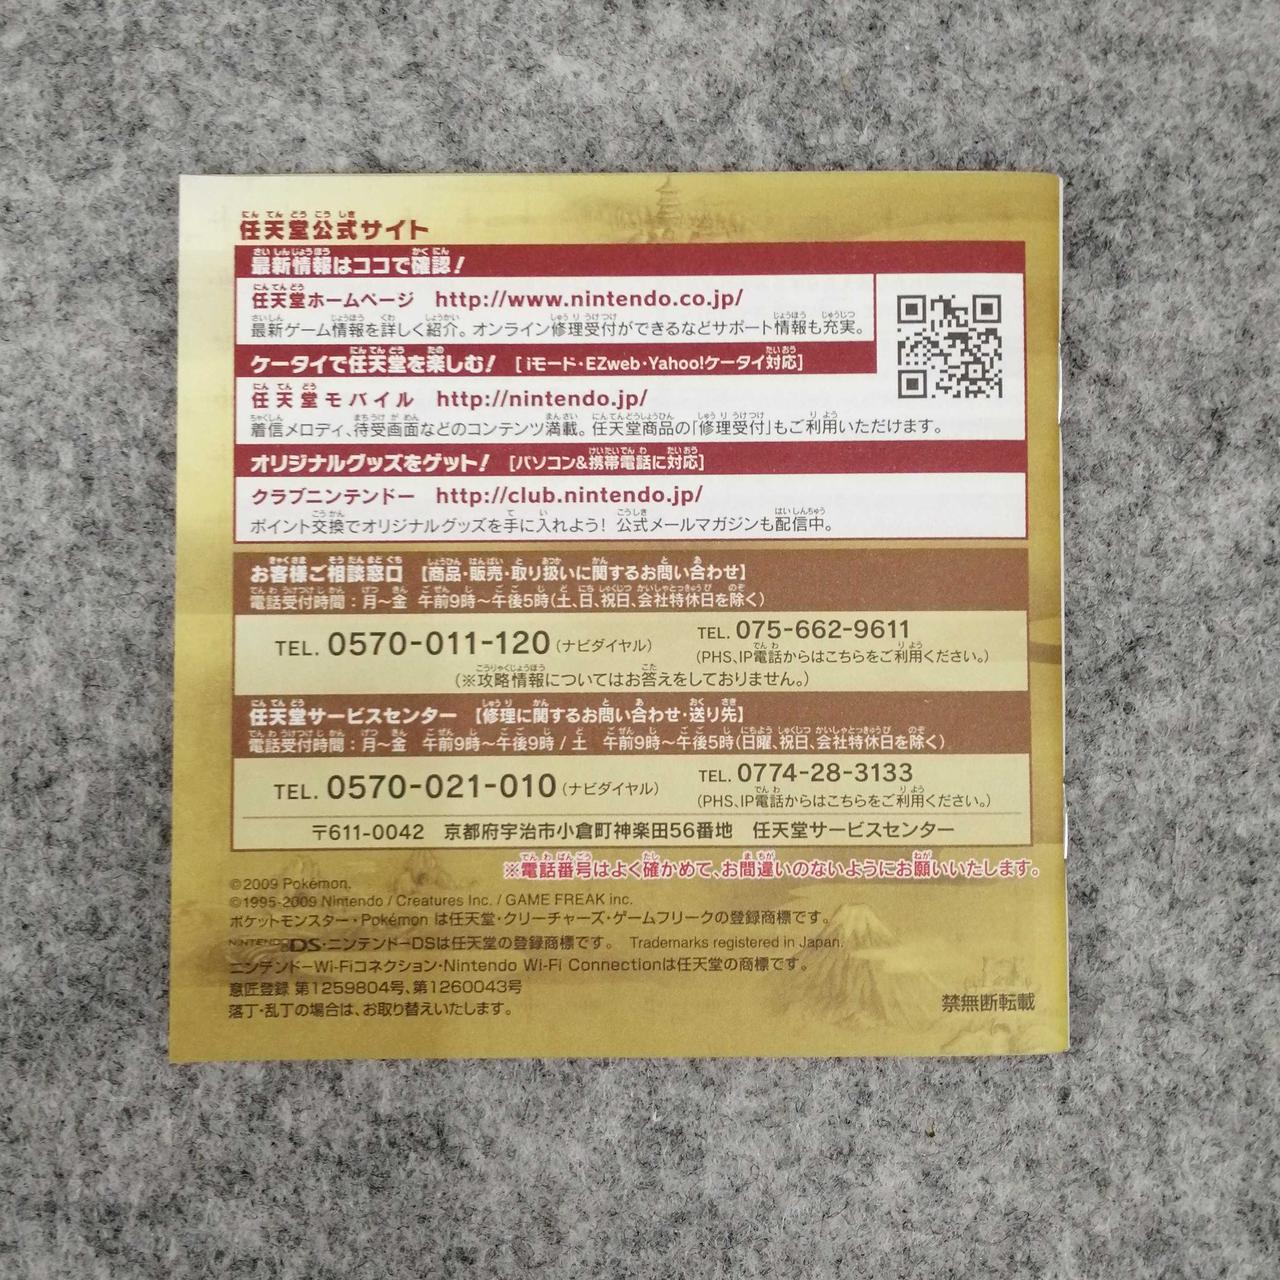 任天堂公式サイト
最新情報はココで確認!
任天堂ホームページ http://www.nintendo.co.jp/
最新ゲーム情報を詳しく紹介。オンライン修理受付ができるなどサポート情報も充実。
ケータイで任天堂を楽しむ! [iモード・EZweb・Yahoo!ケータイ対応]
任天堂モバイル http://nintendo.jp/
着信メロディ、待受画面などのコンテンツ満載。任天堂商品の「修理受付」もご利用いただけます。
オリジナルグッズをゲット! [パソコン&携帯電話に対応]
クラブニンテンドー http://club.nintendo.jp/
ポイント交換でオリジナルグッズを手に入れよう! 公式メールマガジンも配信中。
お客様ご相談窓口 【商品・販売・取り扱いに関するお問い合わせ】
電話受付時間:月〜金 午前9時〜午後5時(土、日、祝日、会社特休日を除く)
TEL. 0570-011-120(ナビダイヤル) TEL. 075-662-9611
(PHS、IP電話からはこちらをご利用ください。)
(※攻略情報についてはお答えをしておりません。)
任天堂サービスセンター 【修理に関するお問い合わせ・送り先】
電話受付時間:月〜金 午前9時〜午後9時/土 午前9時〜午後5時(日曜、祝日、会社特休日を除く)
TEL. 0570-021-010(ナビダイヤル) TEL. 0774-28-3133
(PHS、IP電話からはこちらをご利用ください。)
〒611-0042 京都府宇治市小倉町神楽田56番地 任天堂サービスセンター
※電話番号はよく確かめて、お間違いのないようにお願いいたします。
©2009 Pokémon.
©1995-2009 Nintendo / Creatures Inc. / GAME FREAK inc.
ポケットモンスター・Pokémon は任天堂・クリーチャーズ・ゲームフリークの登録商標です。
NINTENDO DS・ニンテンドーDSは任天堂の登録商標です。 Trademarks registered in Japan.
ニンテンドーWi-Fiコネクション・Nintendo Wi-Fi Connectionは任天堂の商標です。
意匠登録 第1259804号、第1260043号
落丁・乱丁の場合は、お取り替えいたします。
禁無断転載